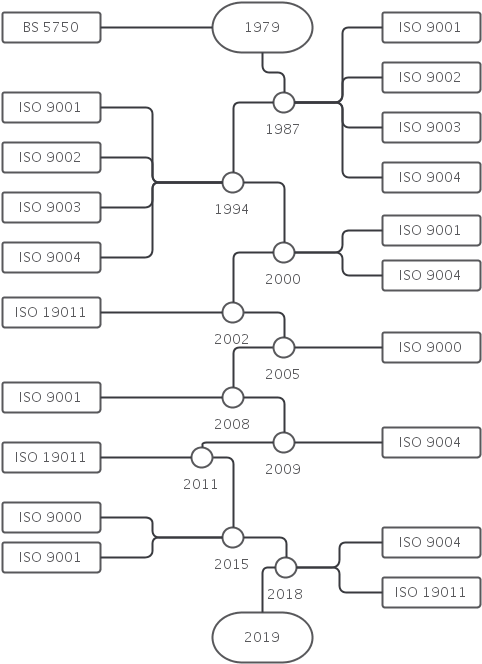 BS 5750
1979
ISO 9001
ISO 9002
ISO 9003
ISO 9004
1987
ISO 9001
ISO 9002
ISO 9003
ISO 9004
1994
ISO 9001
ISO 9004
2000
ISO 19011
2002
ISO 9000
2005
ISO 9001
2008
ISO 9004
2009
ISO 19011
2011
ISO 9000
ISO 9001
2015
ISO 9004
ISO 19011
2018
2019